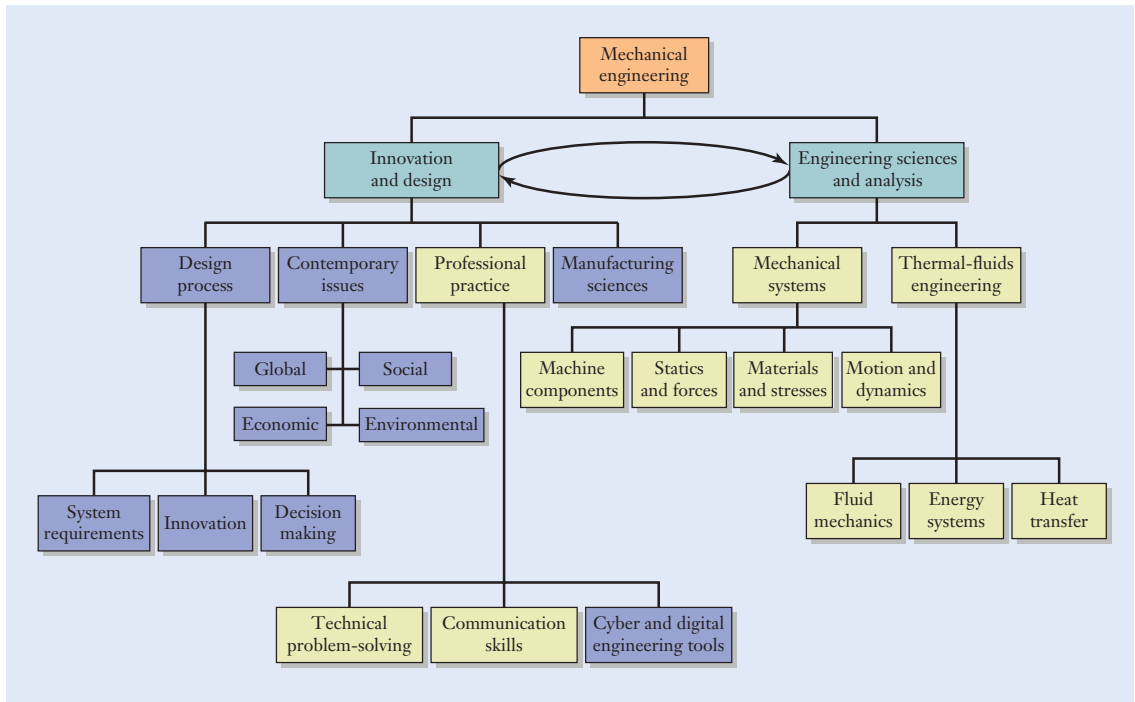 Mechanical
engineering
Innovation
and design
Engineering sciences
and analysis
Design
process
Contemporary
issues
Professional
practice
Manufacturing
sciences
Mechanical
systems
Thermal-fluids
engineering
Global
Social
Economic
Environmental
Machine
components
Statics
and forces
Materials
and stresses
Motion and
dynamics
System
requirements
Innovation
Decision
making
Fluid
mechanics
Energy
systems
Heat
transfer
Technical
problem-solving
Communication
skills
Cyber and digital
engineering tools